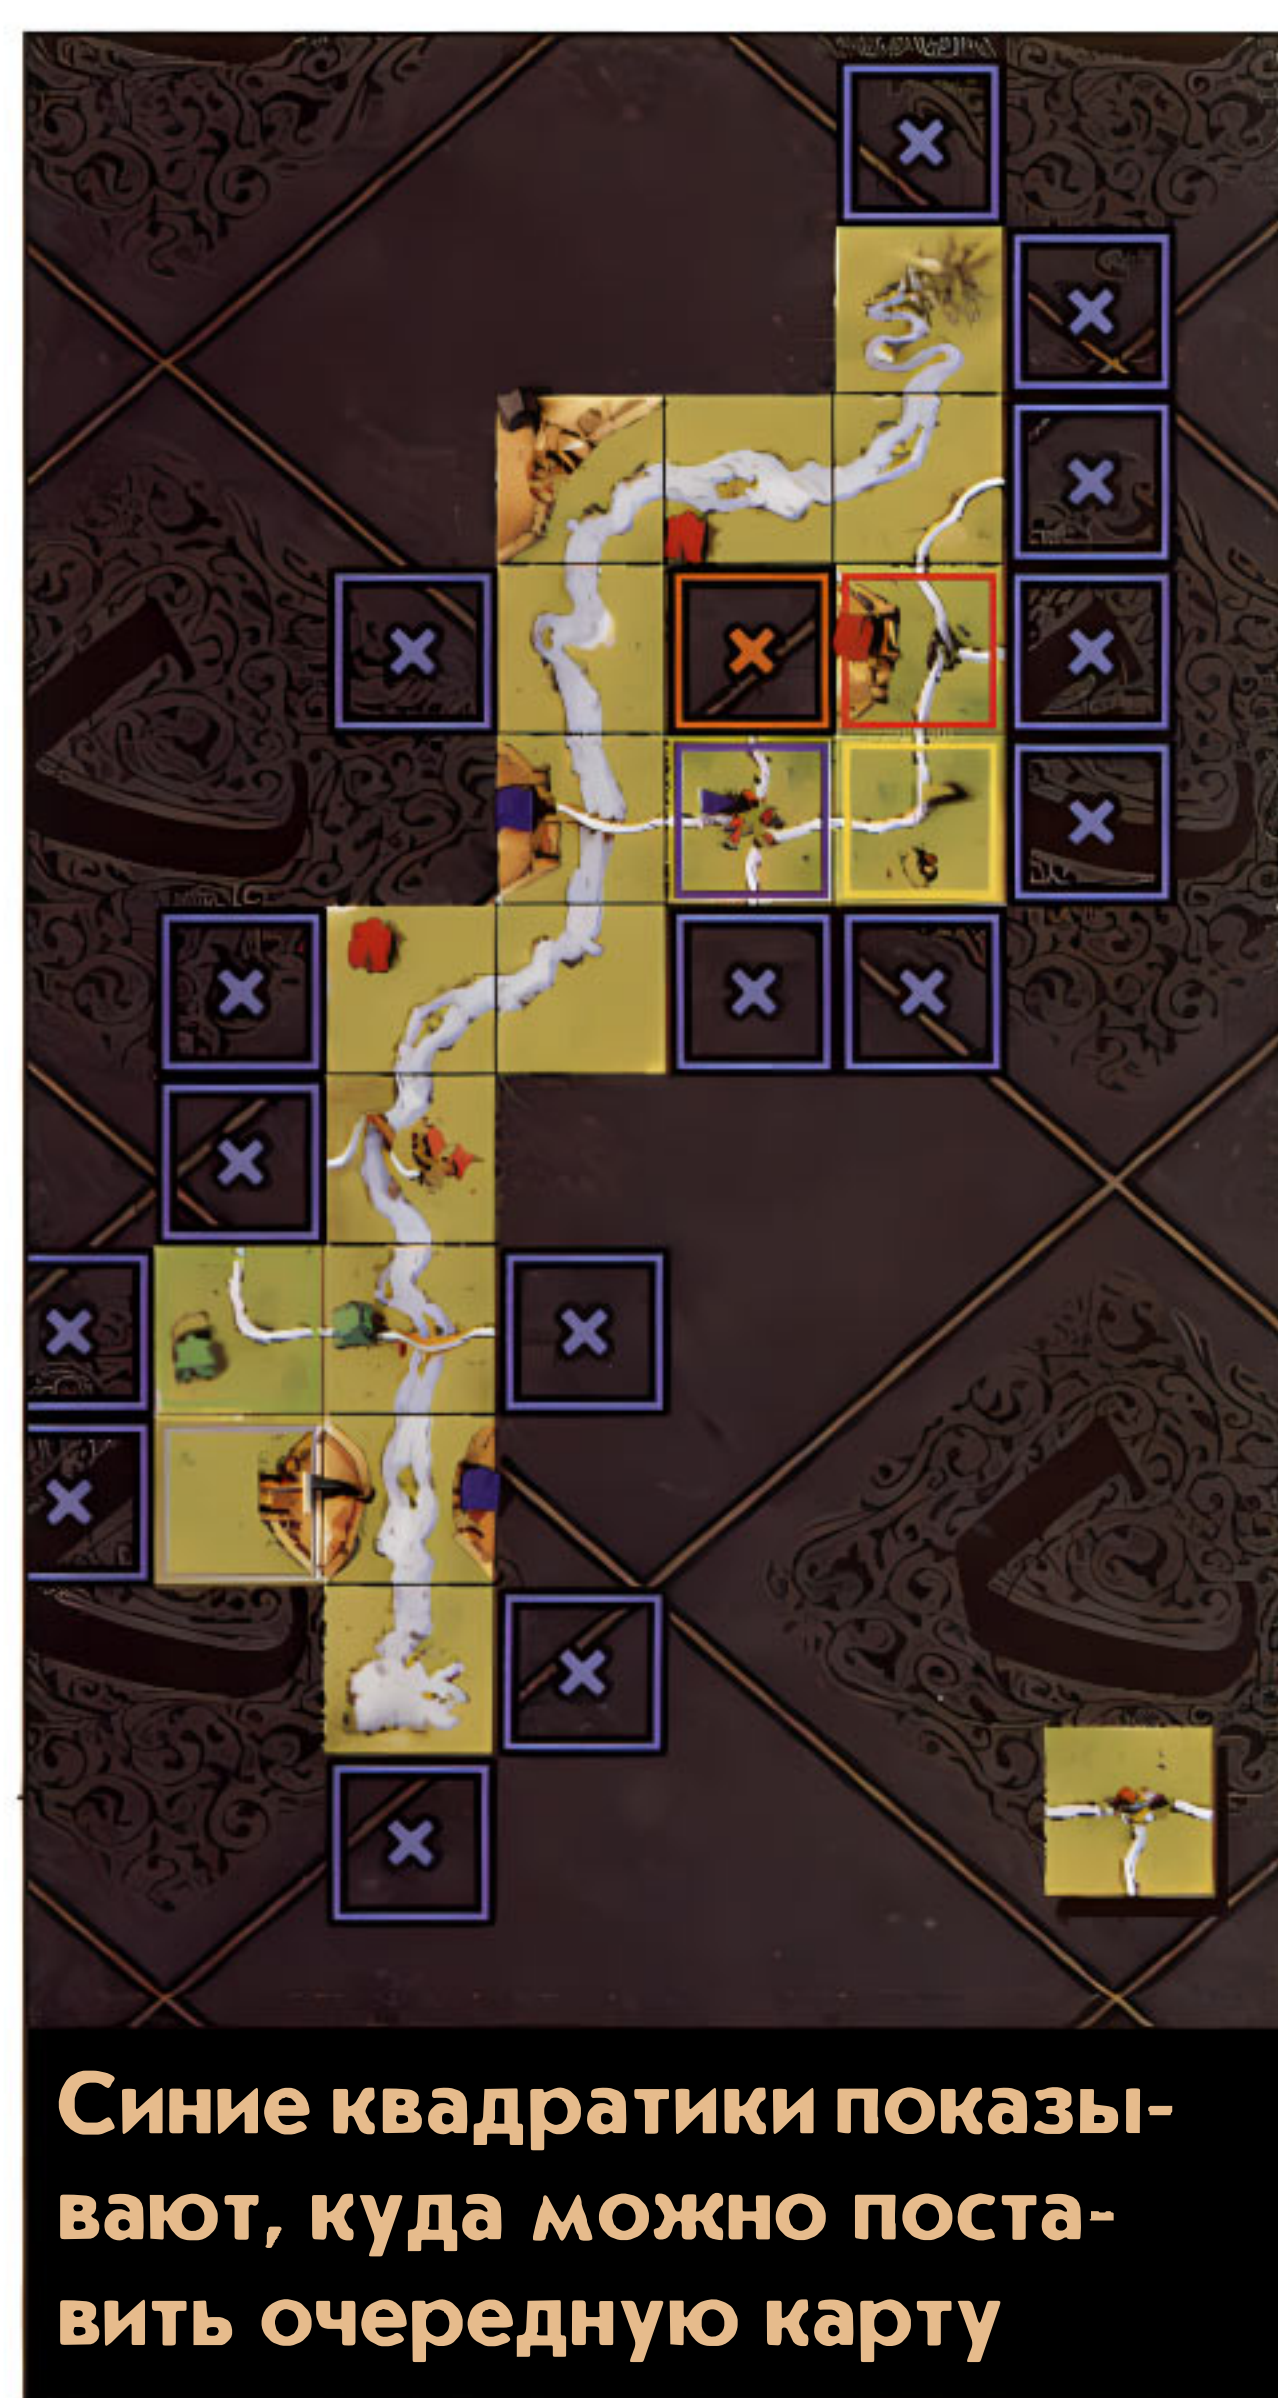 Синие квадратики показы-
вают, куда можно поста-
вить очередную карту